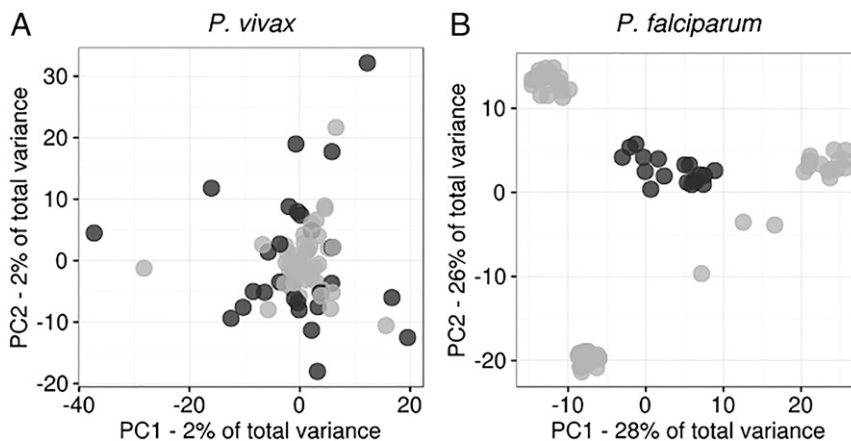 A
P. vivax
PC2 - 2% of total variance
30
20
10
0
-10
-20
-40
-20
0
20
PC1 - 2% of total variance
B
P. falciparum
PC2 - 26% of total variance
10
0
-10
-20
-10
0
10
20
PC1 - 28% of total variance